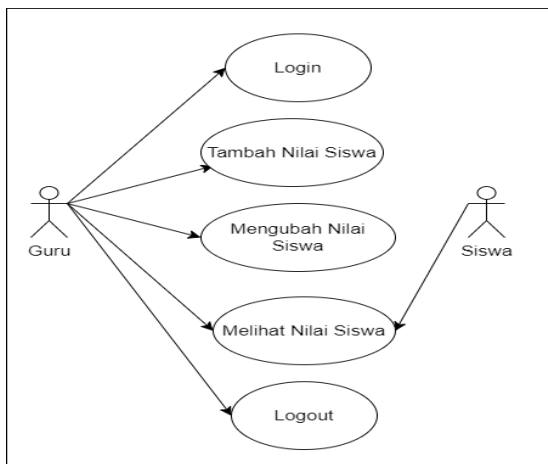 Login
Tambah Nilai Siswa
Mengubah Nilai
Siswa
Guru
Siswa
Melihat Nilai Siswa
Logout